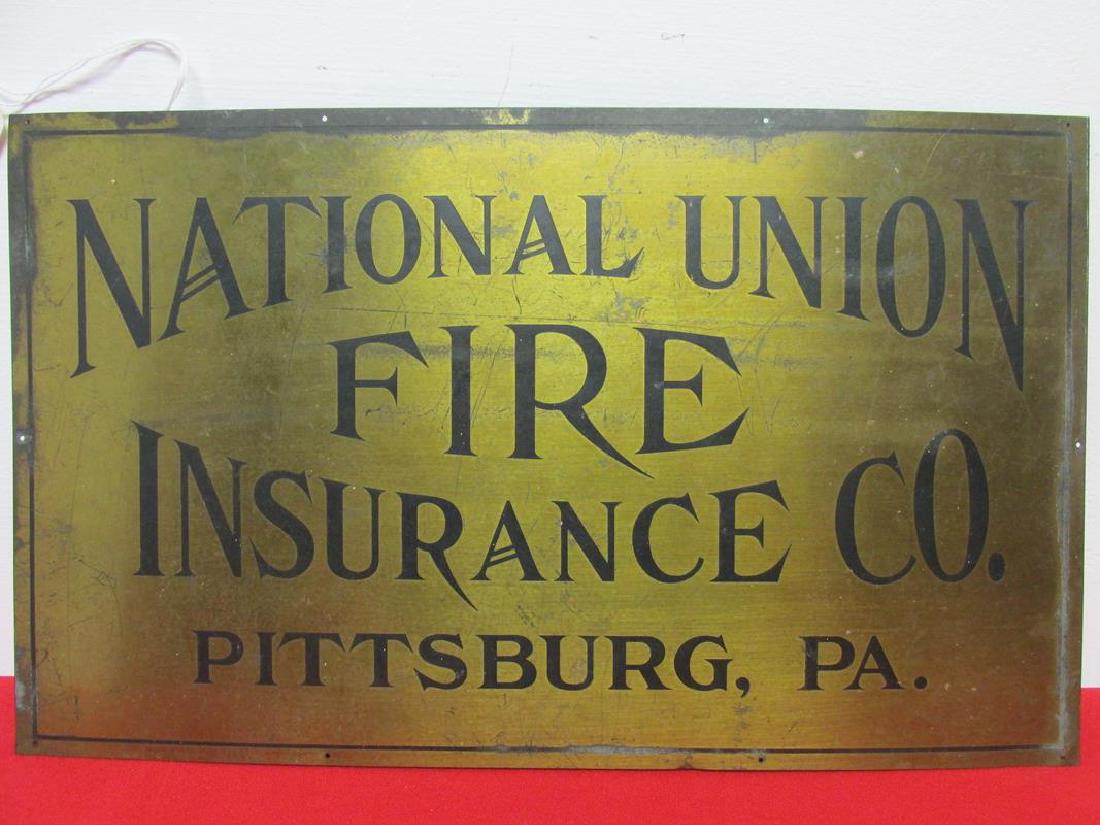 NATIONAL UNION
FIRE
INSURANCE CO.
PITTSBURG, PA.